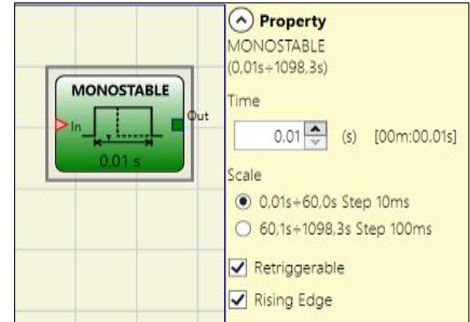 MONOSTABLE
In
Out
0,01 s
Property
MONOSTABLE
(0,01s÷1098,3s)
Time
0,01 (s) [00m:00,01s]
Scale
0,01s÷60,0s Step 10ms
60,1s÷1098,3s Step 100ms
Retriggerable
Rising Edge